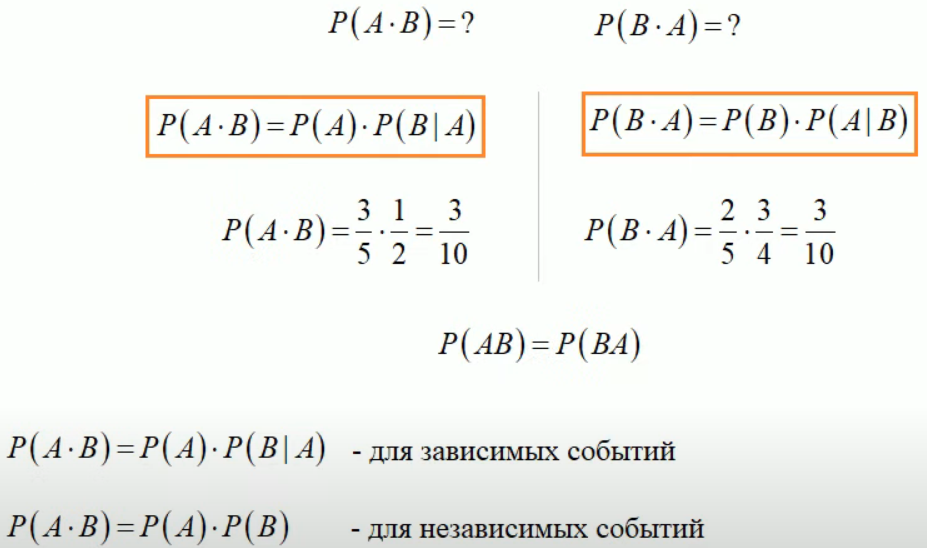 P(A·B)=? P(B·A)=?
P(A·B)=P(A)·P(B|A) P(B·A)=P(B)·P(A|B)
P(A·B)=3/5·1/2=3/10 P(B·A)=2/5·3/4=3/10
P(AB)=P(BA)
P(A·B)=P(A)·P(B|A) - для зависимых событий
P(A·B)=P(A)·P(B) - для независимых событий